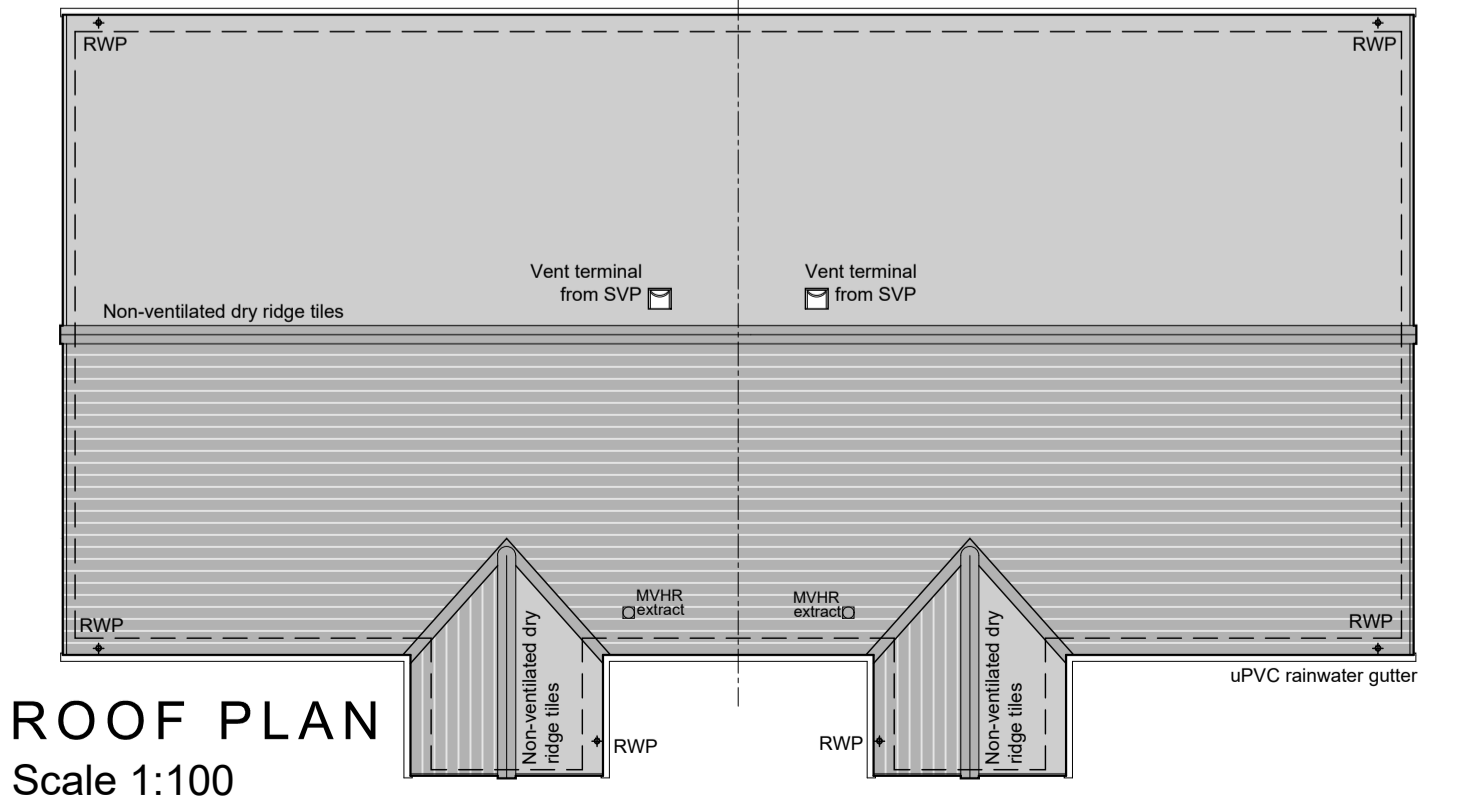 RWP
RWP
Vent terminal
from SVP
Vent terminal
from SVP
Non-ventilated dry ridge tiles
MVHR
extract
MVHR
extract
RWP
RWP
Non-ventilated dry
ridge tiles
Non-ventilated dry
ridge tiles
uPVC rainwater gutter
RWP
RWP
ROOF PLAN
Scale 1:100